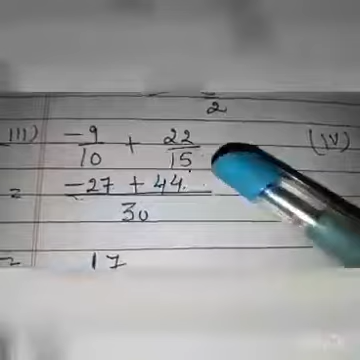 2
III) -9/10 + 22/15 (IV)
= -27 + 44/30
= 17